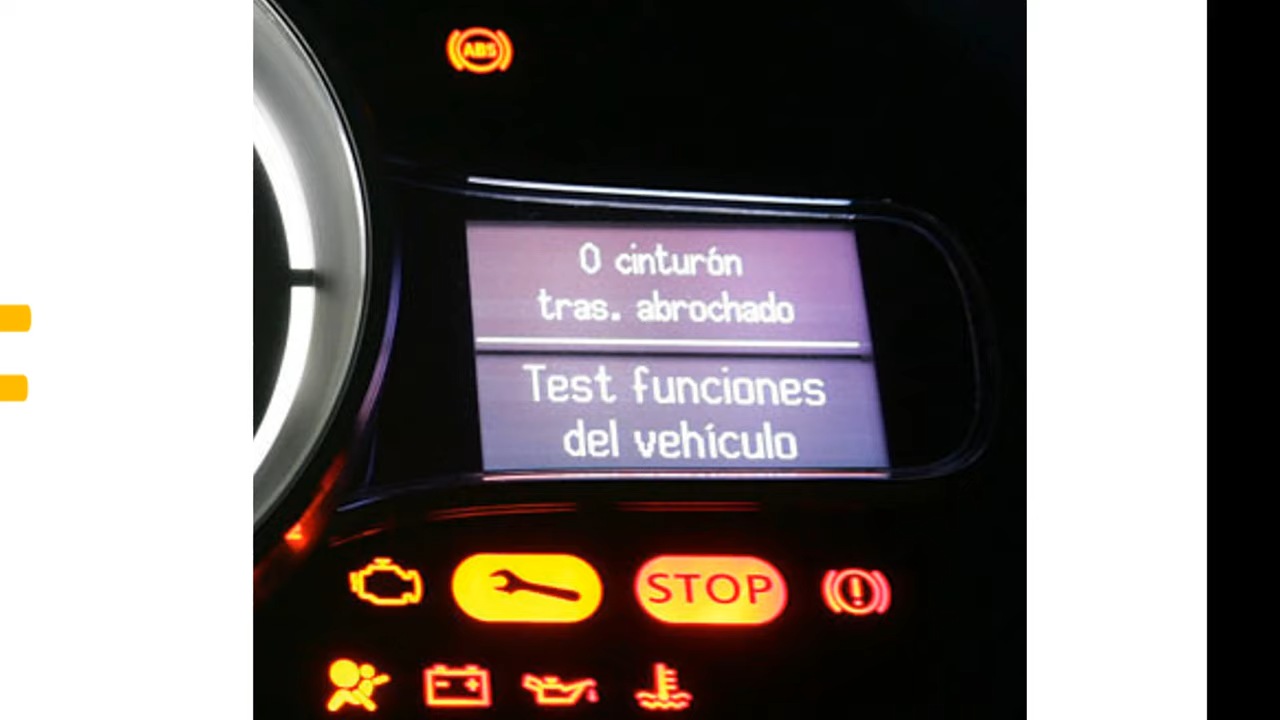 ABS
0 cinturón
tras. abrochado
Test funciones
del vehículo
STOP